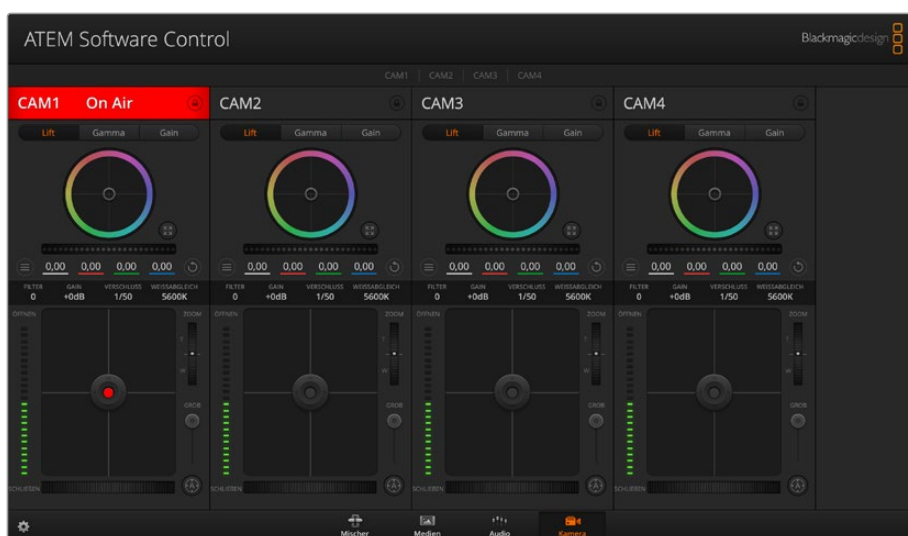 ATEM Software Control
Blackmagicdesign
CAM1 CAM2 CAM3 CAM4
CAM1 On Air CAM2 CAM3 CAM4
Lift Gamma Gain Lift Gamma Gain Lift Gamma Gain Lift Gamma Gain
0,00 0,00 0,00 0,00 0,00 0,00 0,00 0,00 0,00 0,00 0,00 0,00 0,00 0,00 0,00 0,00
FILTER GAIN VERSCHLUSS WEISSABGLEICH FILTER GAIN VERSCHLUSS WEISSABGLEICH FILTER GAIN VERSCHLUSS WEISSABGLEICH FILTER GAIN VERSCHLUSS WEISSABGLEICH
0 +0dB 1/50 5600K 0 +0dB 1/50 5600K 0 +0dB 1/50 5600K 0 +0dB 1/50 5600K
ÖFFNEN ZOOM ÖFFNEN ZOOM ÖFFNEN ZOOM ÖFFNEN ZOOM
T T T T
W W W W
GROB GROB GROB GROB
SCHLIEßEN SCHLIEßEN SCHLIEßEN SCHLIEßEN
Mischer Medien Audio Kamera